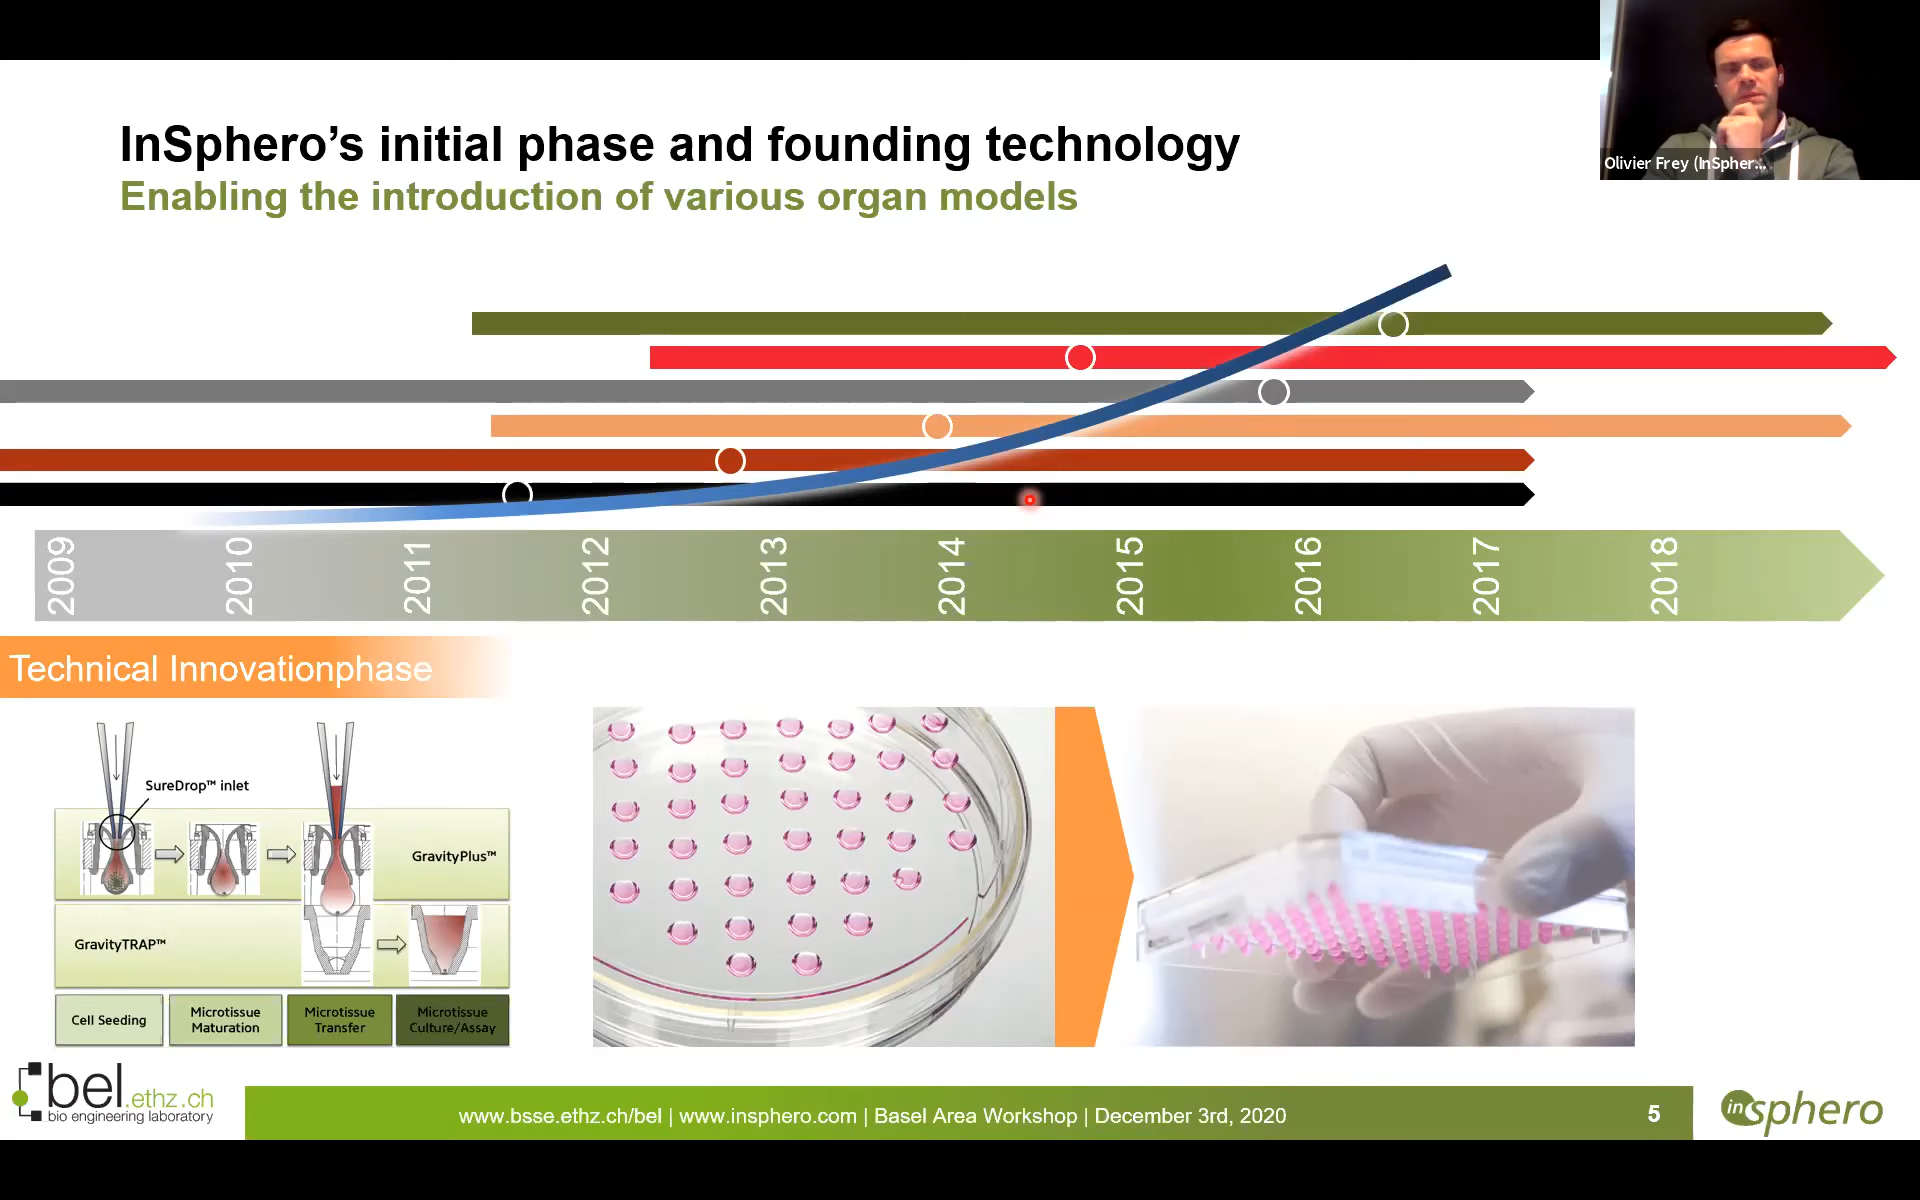 Olivier Frey (InSpher...
InSphero’s initial phase and founding technology
Enabling the introduction of various organ models
2009 2010 2011 2012 2013 2014 2015 2016 2017 2018
Technical Innovationphase
SureDrop™ inlet
GravityPlus™
GravityTRAP™
Cell Seeding
Microtissue
Maturation
Microtissue
Transfer
Microtissue
Culture/Assay
bel.ethz.ch
bio engineering laboratory
www.bsse.ethz.ch/bel | www.insphero.com | Basel Area Workshop | December 3rd, 2020
5
insphero